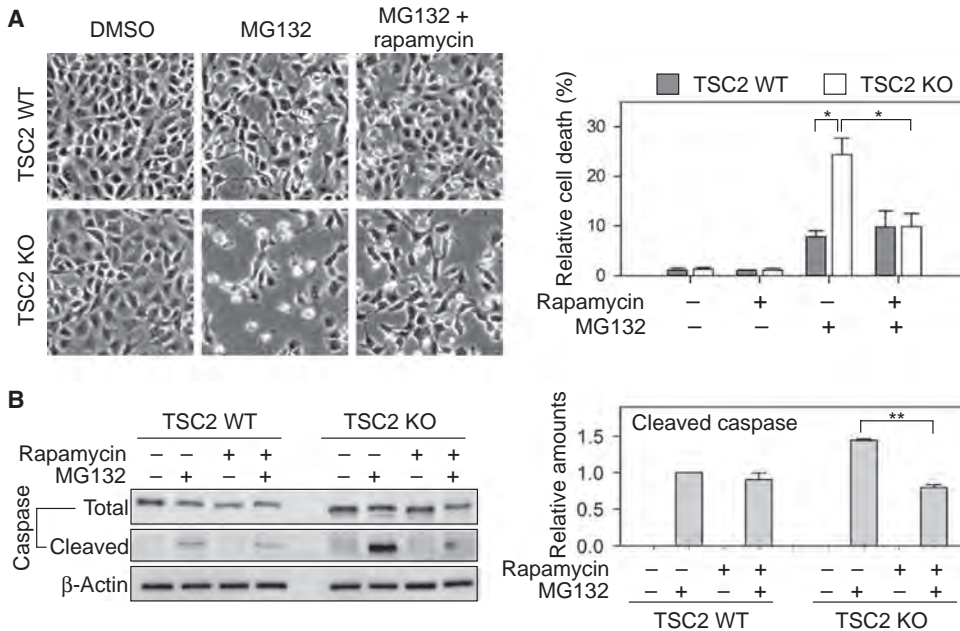 A
DMSO
MG132
MG132 +
rapamycin
TSC2 WT
TSC2 KO
TSC2 WT
TSC2 KO
Relative cell death (%)
30
20
10
0
*
*
Rapamycin – + – +
MG132 – – + +
B
TSC2 WT
TSC2 KO
Rapamycin – – + + – – + +
MG132 – + – + – + – +
Caspase
Total
Cleaved
β-Actin
Cleaved caspase
**
Relative amounts
1.5
1.0
0.5
0.0
Rapamycin – – + + – – + +
MG132 – + – + – + – +
TSC2 WT
TSC2 KO